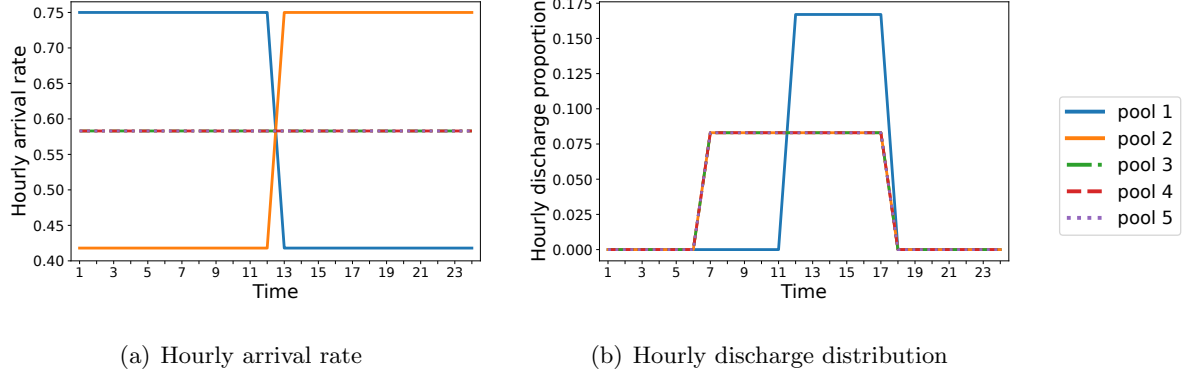 0.75
0.70
0.65
0.60
0.55
0.50
0.45
0.40
Hourly arrival rate
1 3 5 7 9 11 13 15 17 19 21 23
Time
(a) Hourly arrival rate
0.175
0.150
0.125
0.100
0.075
0.050
0.025
0.000
Hourly discharge proportion
1 3 5 7 9 11 13 15 17 19 21 23
Time
(b) Hourly discharge distribution
pool 1
pool 2
pool 3
pool 4
pool 5